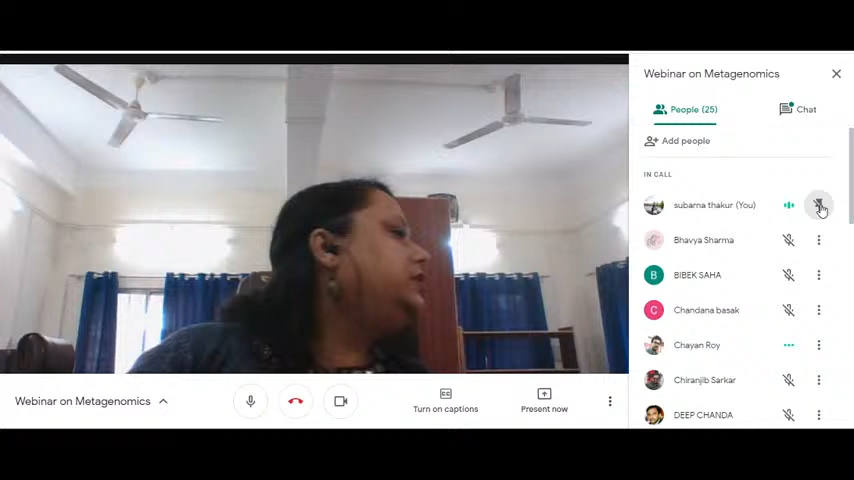 Webinar on Metagenomics
People (25)
Chat
Add people
IN CALL
subarna thakur (You)
Bhavya Sharma
B BIBEK SAHA
C Chandana basak
Chayan Roy
Chiranjib Sarkar
DEEP CHANDA
Webinar on Metagenomics
Turn on captions
Present now